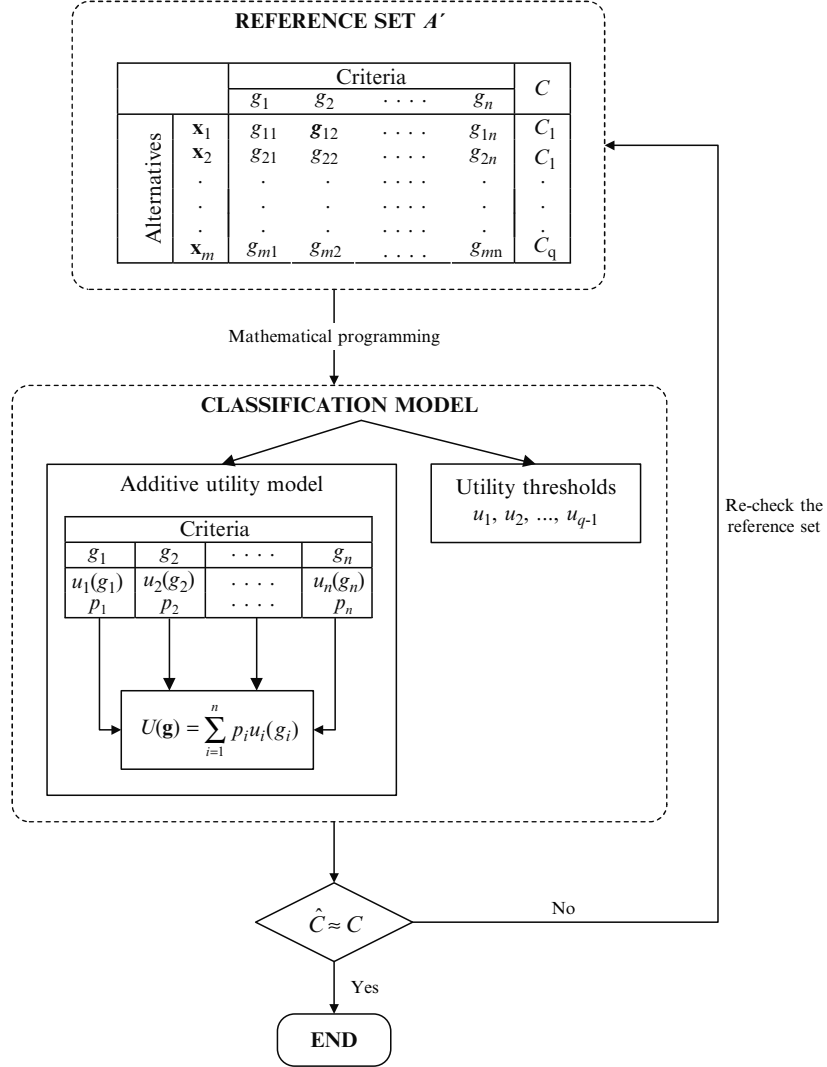 REFERENCE SET A′
Criteria
C
g1 g2 . . . . gn
Alternatives
x1 g11 g12 . . . . g1n C1
x2 g21 g22 . . . . g2n C1
. . . . . . . . .
. . . . . . . . .
. . . . . . . . .
xm gm1 gm2 . . . . gmn Cq
Mathematical programming
CLASSIFICATION MODEL
Additive utility model
Criteria
g1 g2 . . . . gn
u1(g1) u2(g2) . . . . un(gn)
p1 p2 . . . . pn
U(g) = ∑ⁿᵢ₌₁ piui(gi)
Utility thresholds
u1, u2, ..., uq-1
Re-check the
reference set
Ĉ ≈ C
No
Yes
END